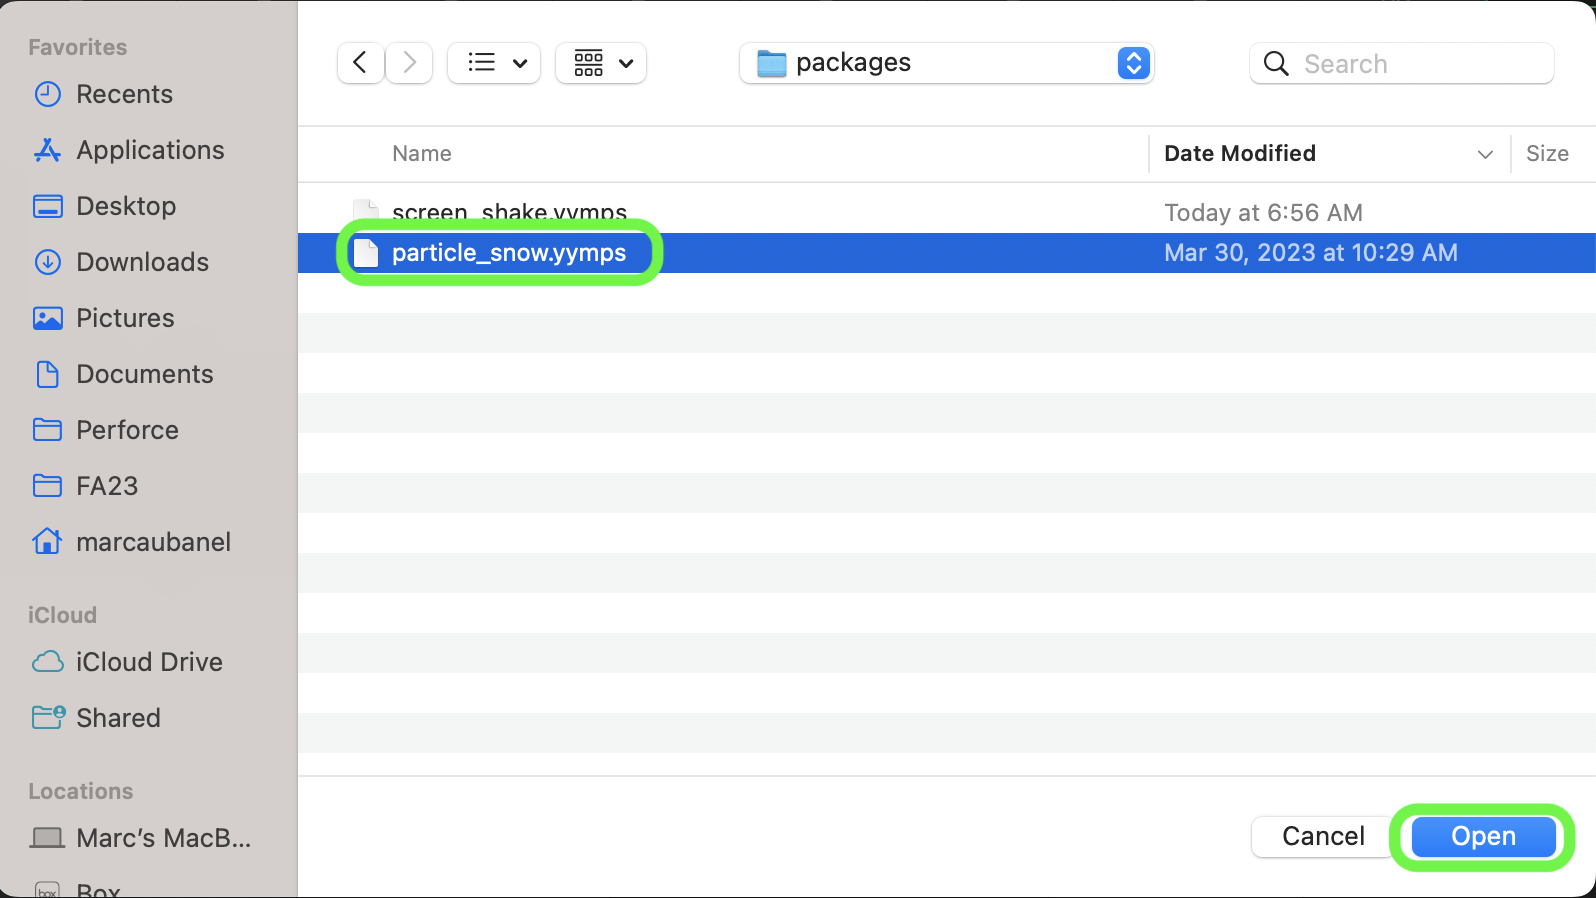 Favorites
Recents
Applications
Desktop
Downloads
Pictures
Documents
Perforce
FA23
marcaubanel
iCloud
iCloud Drive
Shared
Locations
Marc's MacB...
box
Box
packages
Search
Name
Date Modified
Size
screen_shake.yymps
Today at 6:56 AM
particle_snow.yymps
Mar 30, 2023 at 10:29 AM
Cancel
Open